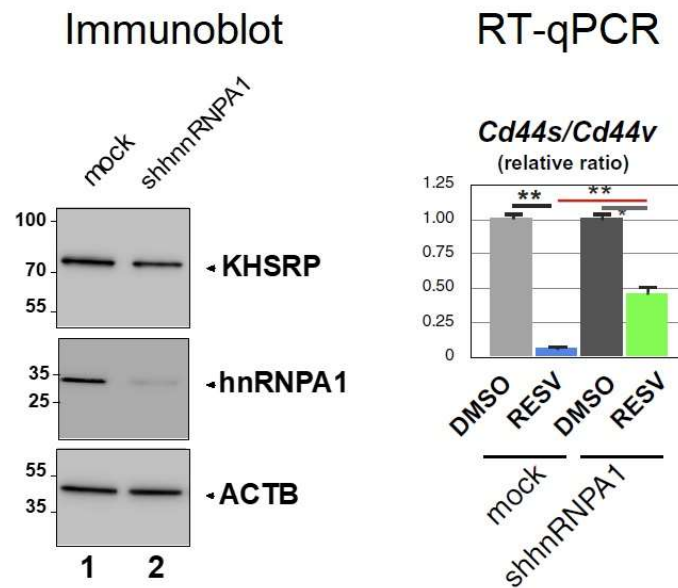 Immunoblot
mock
shhnnRNPA1
100
70
55
KHSRP
35
25
hnRNPA1
55
35
ACTB
1 2
RT-qPCR
Cd44s/Cd44v
(relative ratio)
1.25
1.00
0.75
0.50
0.25
0
**
**
*
DMSO
RESV
DMSO
RESV
mock
shhnRNPA1